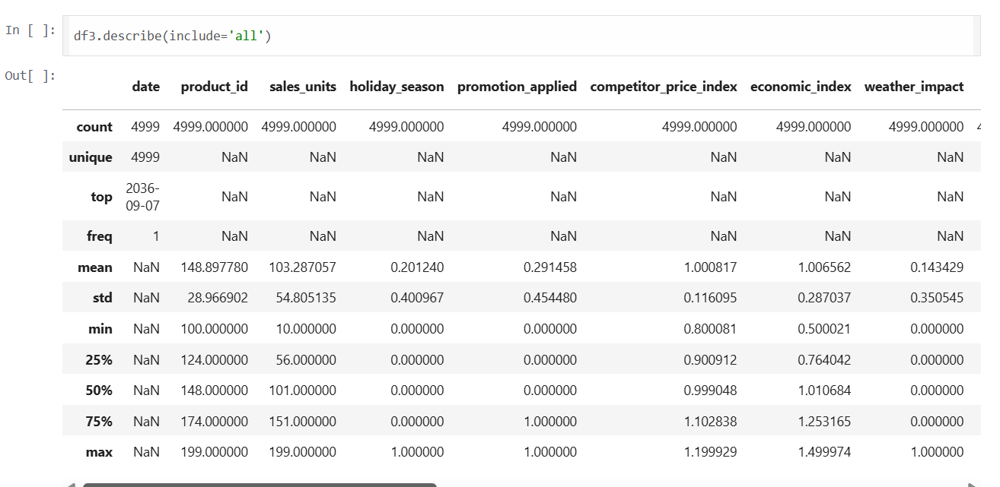 In [ ]: df3.describe(include='all')
Out[ ]:
date product_id sales_units holiday_season promotion_applied competitor_price_index economic_index weather_impact
count 4999 4999.000000 4999.000000 4999.000000 4999.000000 4999.000000 4999.000000 4999.000000
unique 4999 NaN NaN NaN NaN NaN NaN NaN
top 2036-09-07 NaN NaN NaN NaN NaN NaN NaN
freq 1 NaN NaN NaN NaN NaN NaN NaN
mean NaN 148.897780 103.287057 0.201240 0.291458 1.000817 1.006562 0.143429
std NaN 28.966902 54.805135 0.400967 0.454480 0.116095 0.287037 0.350545
min NaN 100.000000 10.000000 0.000000 0.000000 0.800081 0.500021 0.000000
25% NaN 124.000000 56.000000 0.000000 0.000000 0.900912 0.764042 0.000000
50% NaN 148.000000 101.000000 0.000000 0.000000 0.999048 1.010684 0.000000
75% NaN 174.000000 151.000000 0.000000 1.000000 1.102838 1.253165 0.000000
max NaN 199.000000 199.000000 1.000000 1.000000 1.199929 1.499974 1.000000